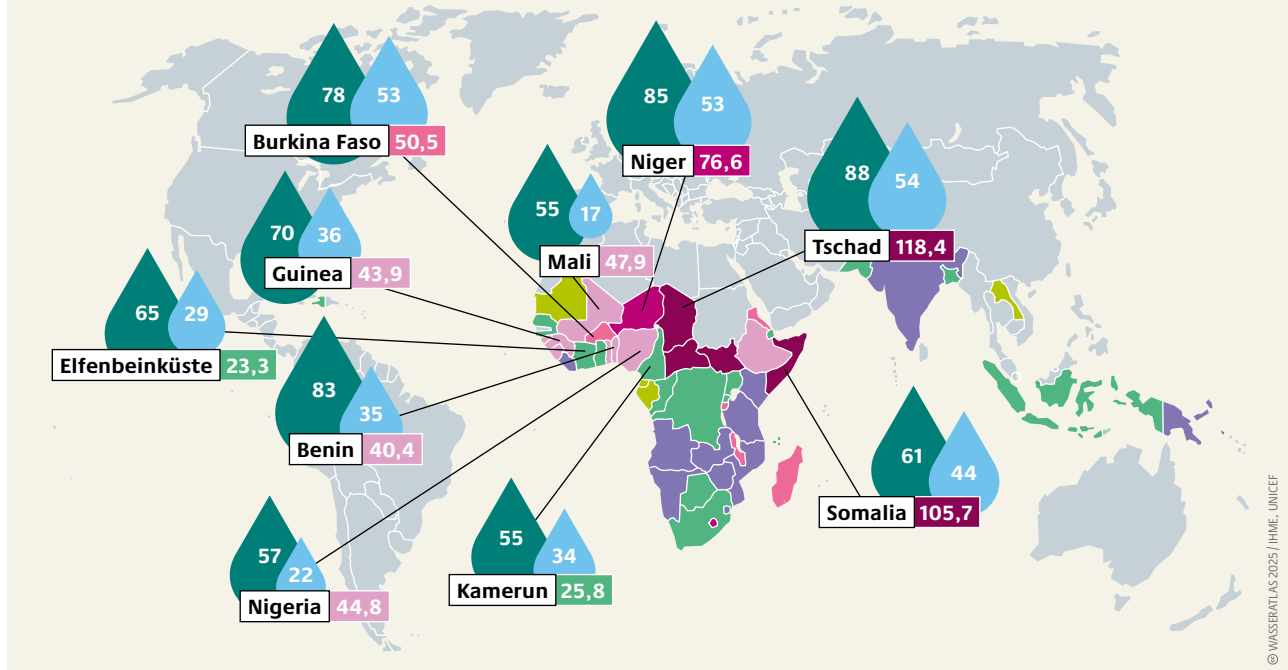 78 53
Burkina Faso 50,5
85 53
Niger 76,6
88 54
Tschad 118,4
55 17
Mali 47,9
70 36
Guinea 43,9
65 29
Elfenbeinküste 23,3
83 35
Benin 40,4
61 44
Somalia 105,7
57 22
Nigeria 44,8
55 34
Kamerun 25,8
© WASSERATLAS 2025 / IHME, UNICEF